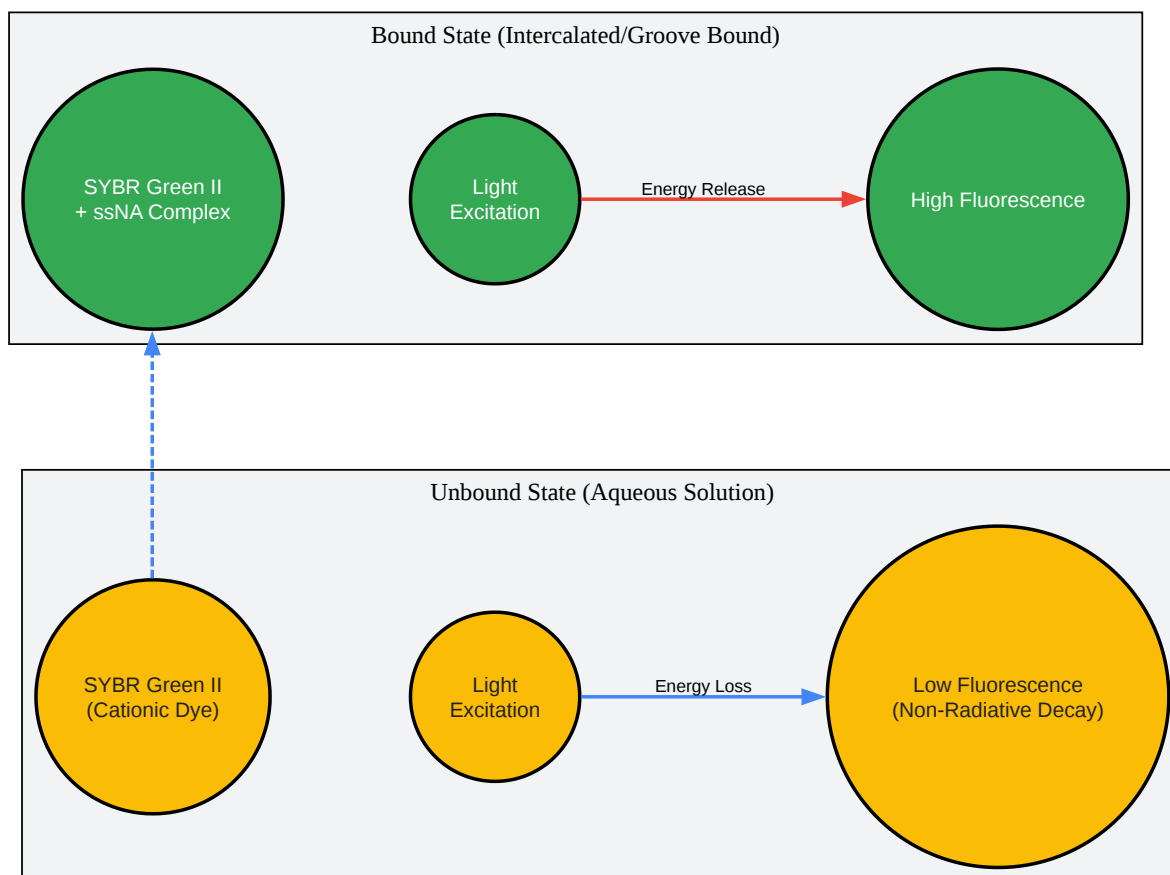 Bound State (Intercalated/Groove Bound)
SYBR Green II
+ ssNA Complex
Light
Excitation
Energy Release
High Fluorescence
Unbound State (Aqueous Solution)
SYBR Green II
(Cationic Dye)
Light
Excitation
Energy Loss
Low Fluorescence
(Non-Radiative Decay)